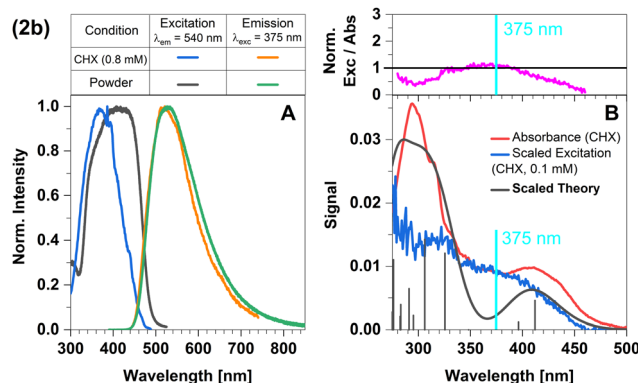 (2b)
Condition Excitation Emission
λem = 540 nm λexc = 375 nm
CHX (0.8 mM)
Powder
A
1.0
0.8
0.6
0.4
0.2
0.0
Norm. Intensity
300 400 500 600 700 800
Wavelength [nm]
3
2
1
0
Norm.
Exc / Abs
375 nm
B
Absorbance (CHX)
Scaled Excitation
(CHX, 0.1 mM)
Scaled Theory
375 nm
0.03
0.02
0.01
0.00
Signal
300 350 400 450 500
Wavelength [nm]